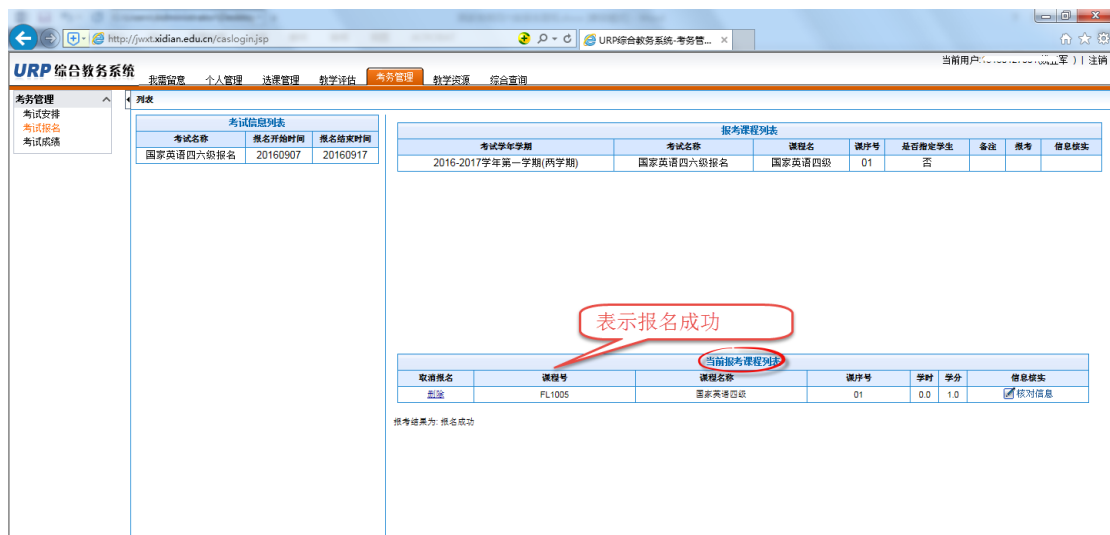 http://jwxt.xidian.edu.cn/caslogin.jsp
URP综合教务系统-考务管...
当前用户:
军 ) | 注销
URP 综合教务系统
我需留意 个人管理 选课管理 教学评估 考务管理 教学资源 综合查询
考务管理
考试安排
考试报名
考试成绩
列表
考试信息列表
考试名称 报名开始时间 报名结束时间
国家英语四六级报名 20160907 20160917
报考课程列表
考试学年学期 考试名称 课程名 课序号 是否指定学生 备注 报考 信息核实
2016-2017学年第一学期(两学期) 国家英语四六级报名 国家英语四级 01 否
表示报名成功
当前报考课程列表
取消报名 课程号 课程名称 课序号 学时 学分 信息核实
删除 FL1005 国家英语四级 01 0.0 1.0 核对信息
报考结果为: 报名成功